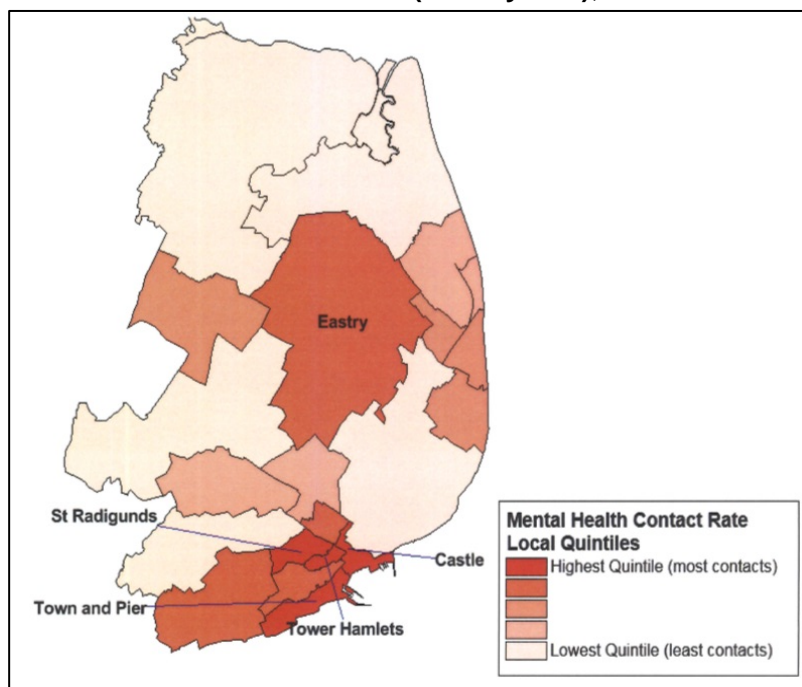 Eastry
St Radigunds
Castle
Town and Pier
Tower Hamlets
Mental Health Contact Rate
Local Quintiles
Highest Quintile (most contacts)
Lowest Quintile (least contacts)